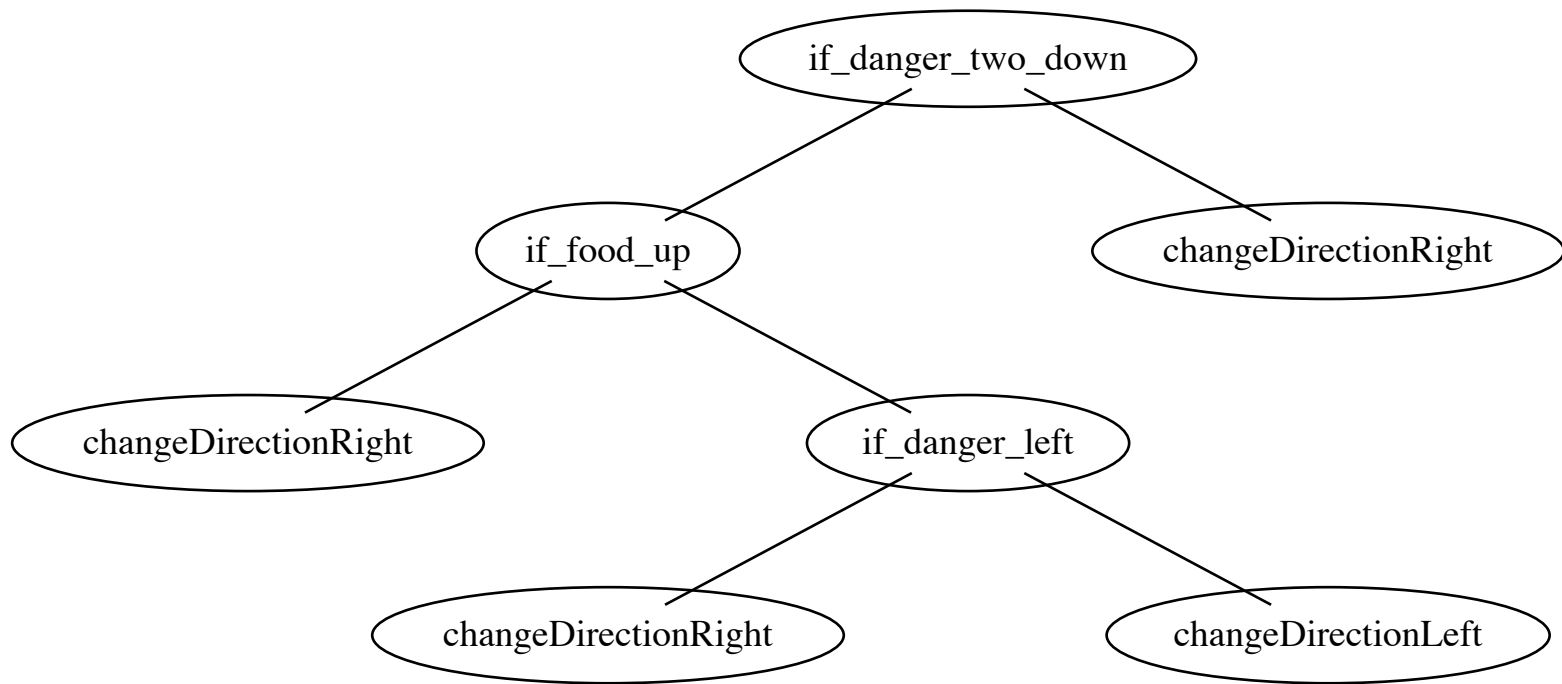 if_danger_two_down
if_food_up
changeDirectionRight
changeDirectionRight
if_danger_left
changeDirectionRight
changeDirectionLeft